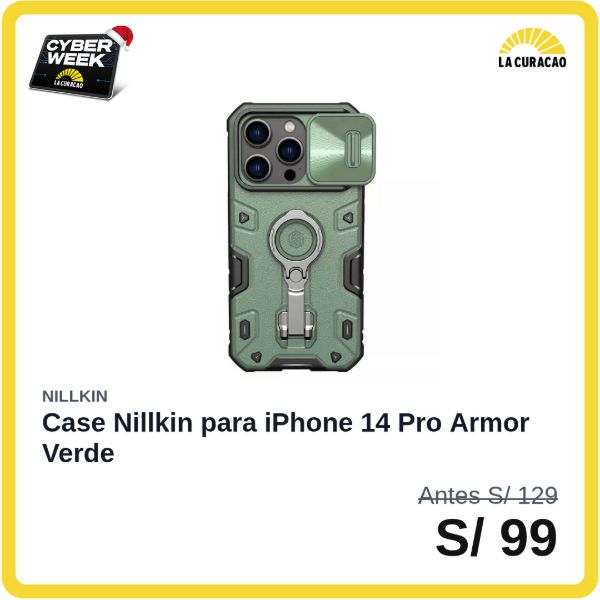 CYBER
WEEK
LA CURACAO
LA CURACAO
NILLKIN
Case Nillkin para iPhone 14 Pro Armor
Verde
Antes S/ 129
S/ 99